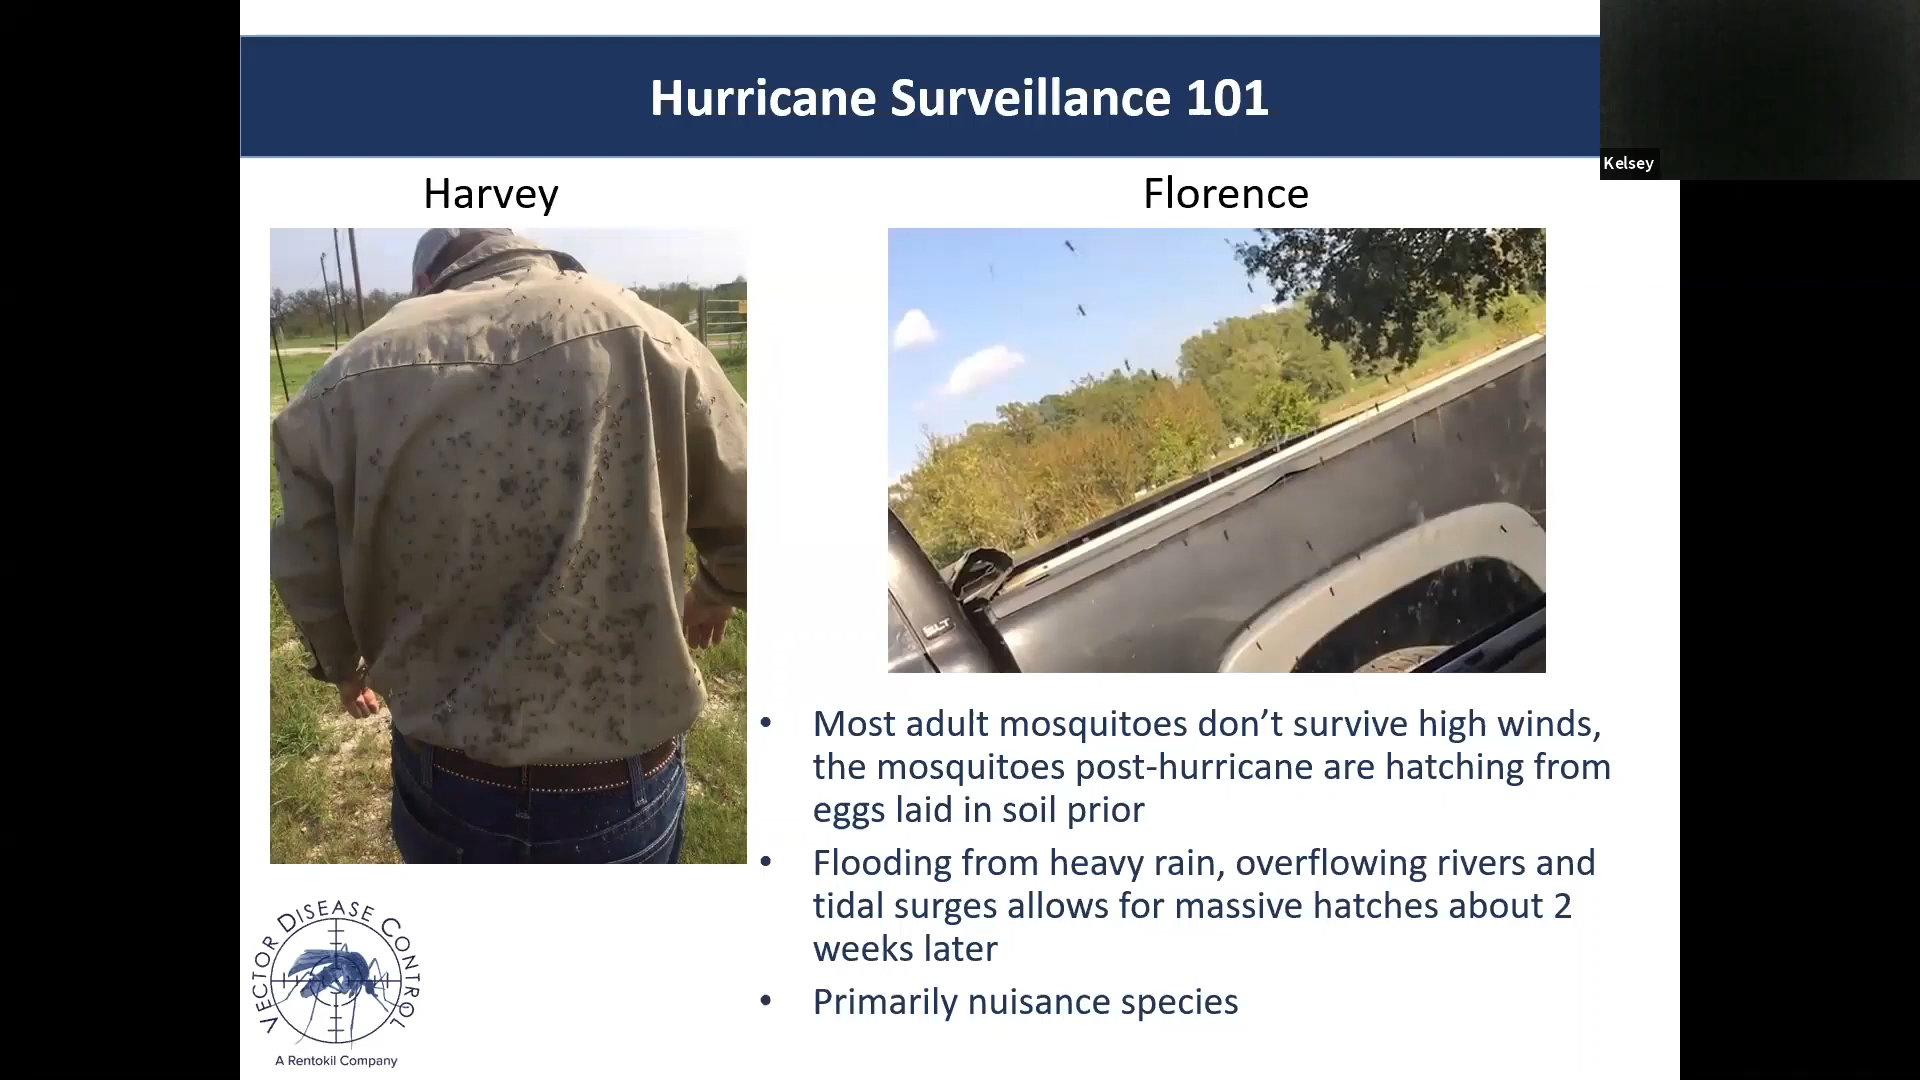 Hurricane Surveillance 101
Kelsey
Harvey
Florence
SLT
• Most adult mosquitoes don’t survive high winds,
the mosquitoes post-hurricane are hatching from
eggs laid in soil prior
• Flooding from heavy rain, overflowing rivers and
tidal surges allows for massive hatches about 2
weeks later
• Primarily nuisance species
VECTOR DISEASE CONTROL
A Rentokil Company